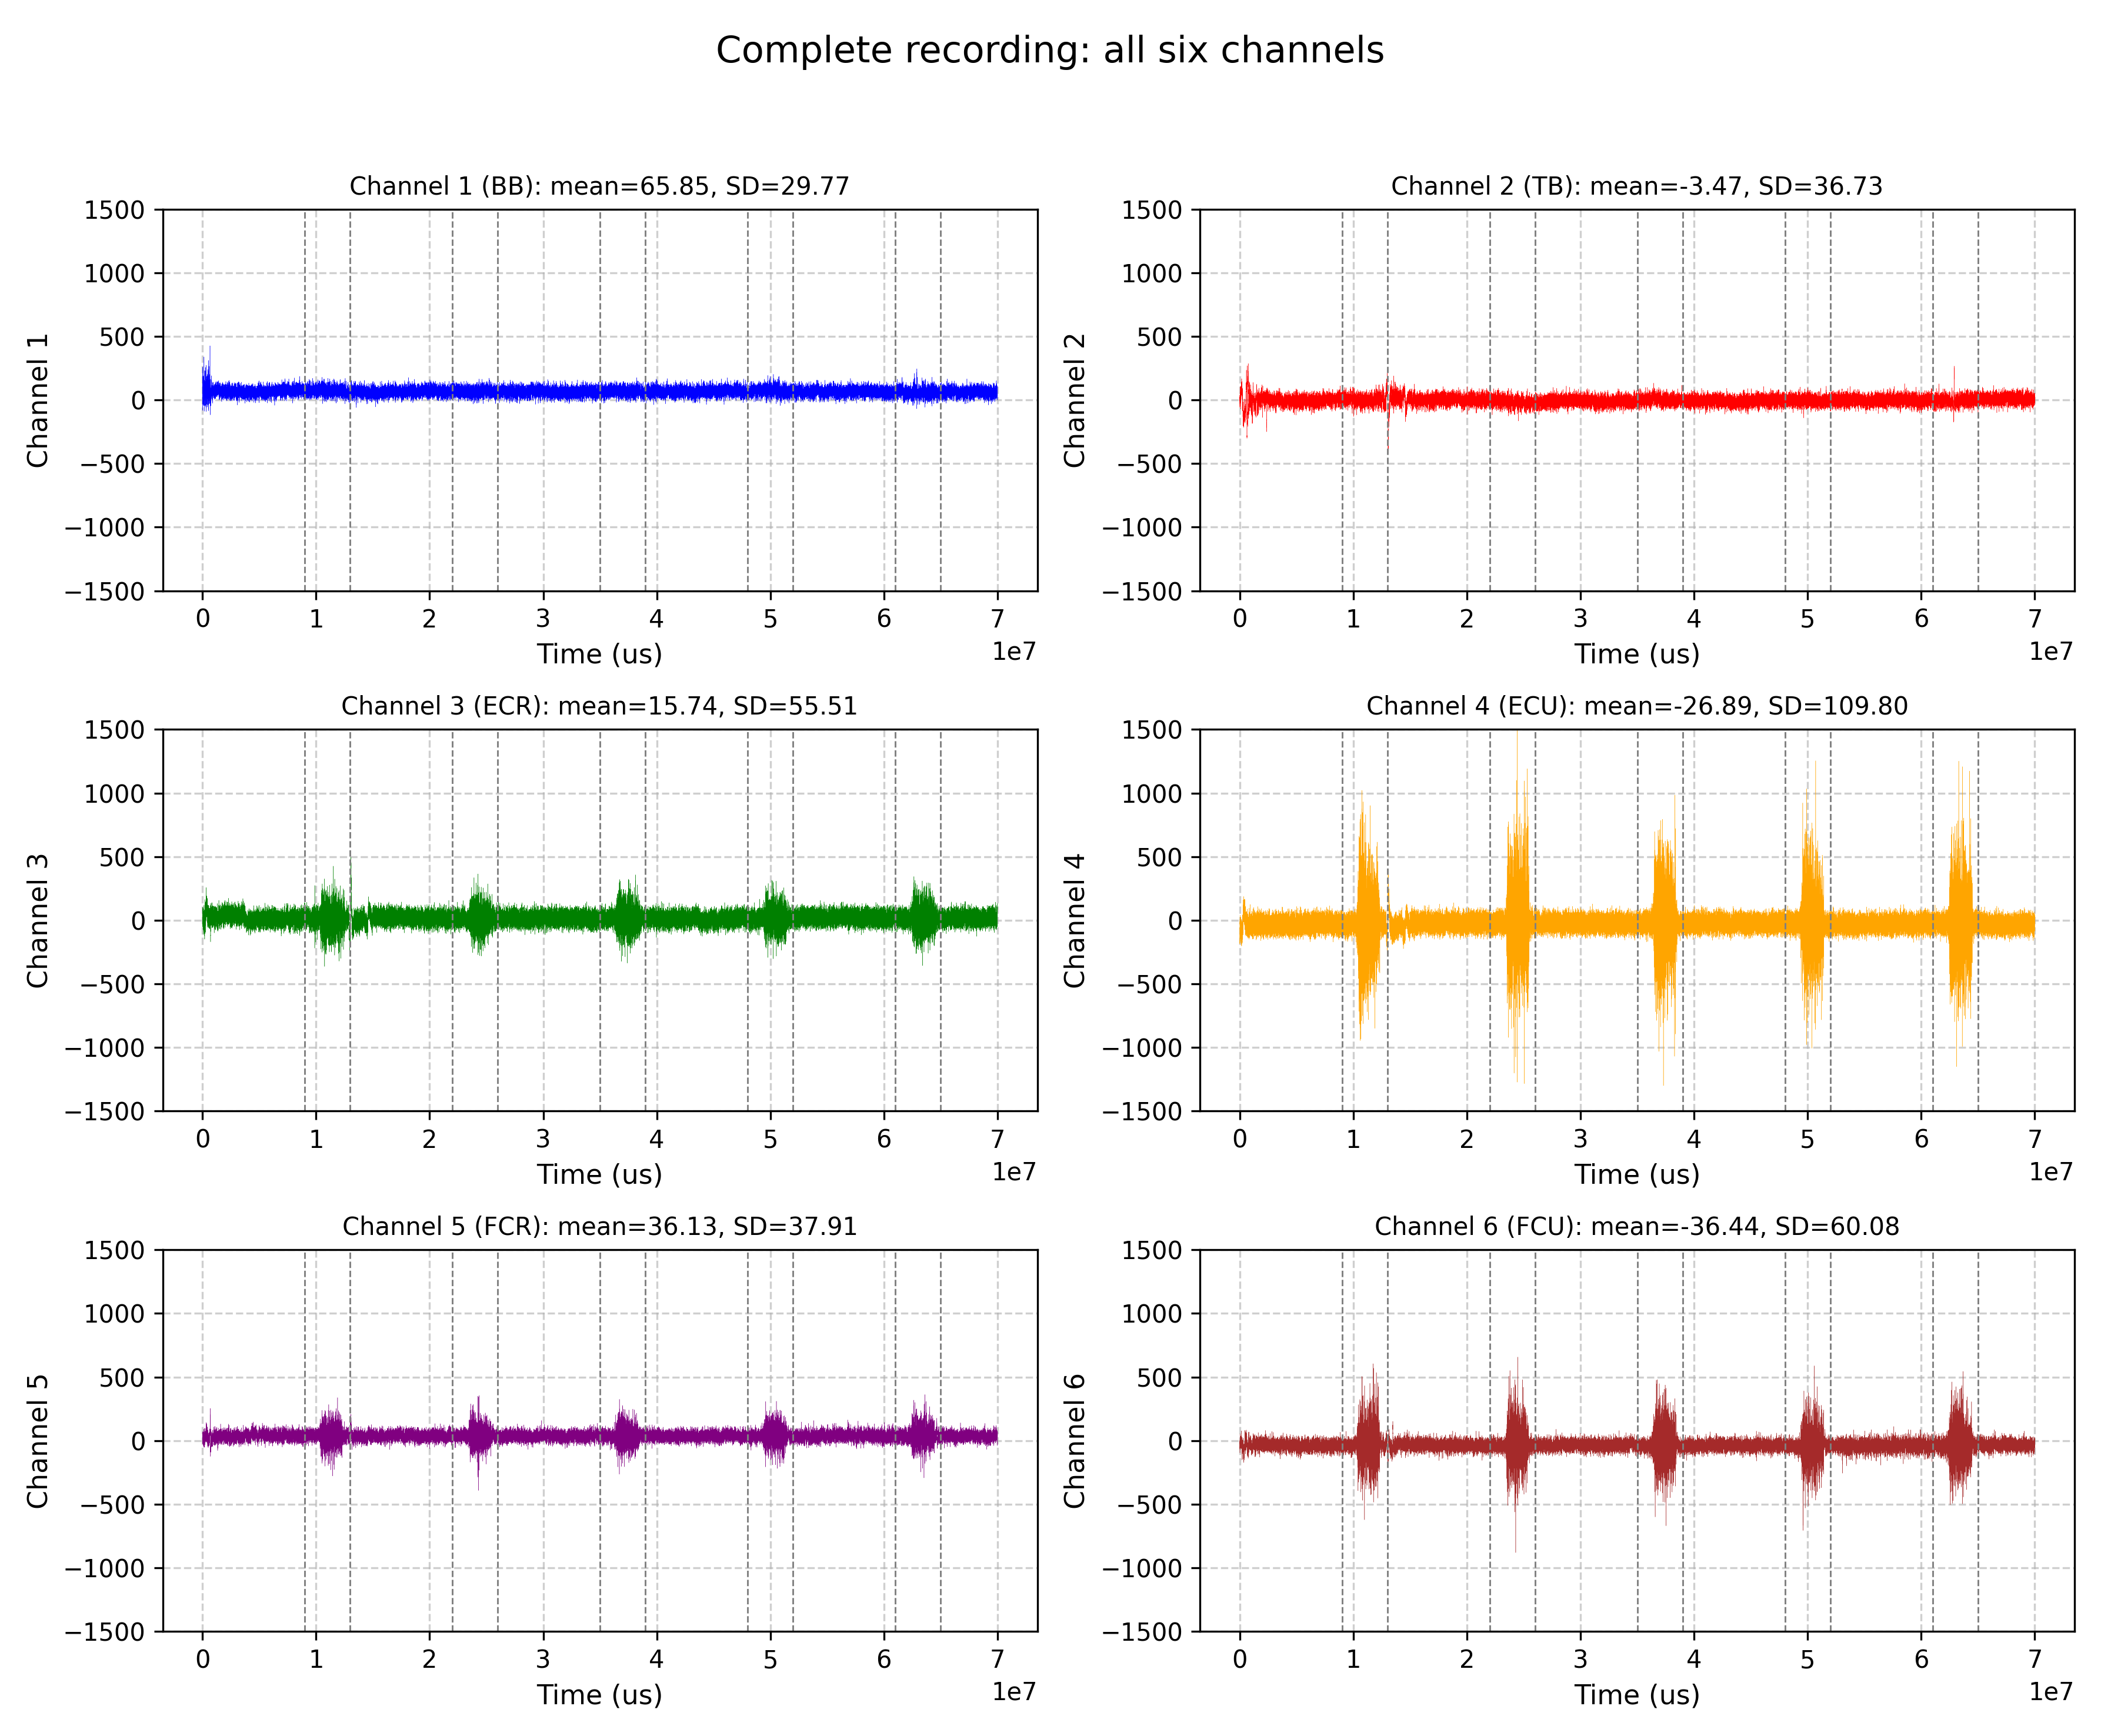 Complete recording: all six channels
Channel 1 (BB): mean=65.85, SD=29.77
1500
1000
500
0
−500
−1000
−1500
Channel 1
0 1 2 3 4 5 6 7
Time (us)
1e7
Channel 2 (TB): mean=-3.47, SD=36.73
1500
1000
500
0
−500
−1000
−1500
Channel 2
0 1 2 3 4 5 6 7
Time (us)
1e7
Channel 3 (ECR): mean=15.74, SD=55.51
1500
1000
500
0
−500
−1000
−1500
Channel 3
0 1 2 3 4 5 6 7
Time (us)
1e7
Channel 4 (ECU): mean=-26.89, SD=109.80
1500
1000
500
0
−500
−1000
−1500
Channel 4
0 1 2 3 4 5 6 7
Time (us)
1e7
Channel 5 (FCR): mean=36.13, SD=37.91
1500
1000
500
0
−500
−1000
−1500
Channel 5
0 1 2 3 4 5 6 7
Time (us)
1e7
Channel 6 (FCU): mean=-36.44, SD=60.08
1500
1000
500
0
−500
−1000
−1500
Channel 6
0 1 2 3 4 5 6 7
Time (us)
1e7